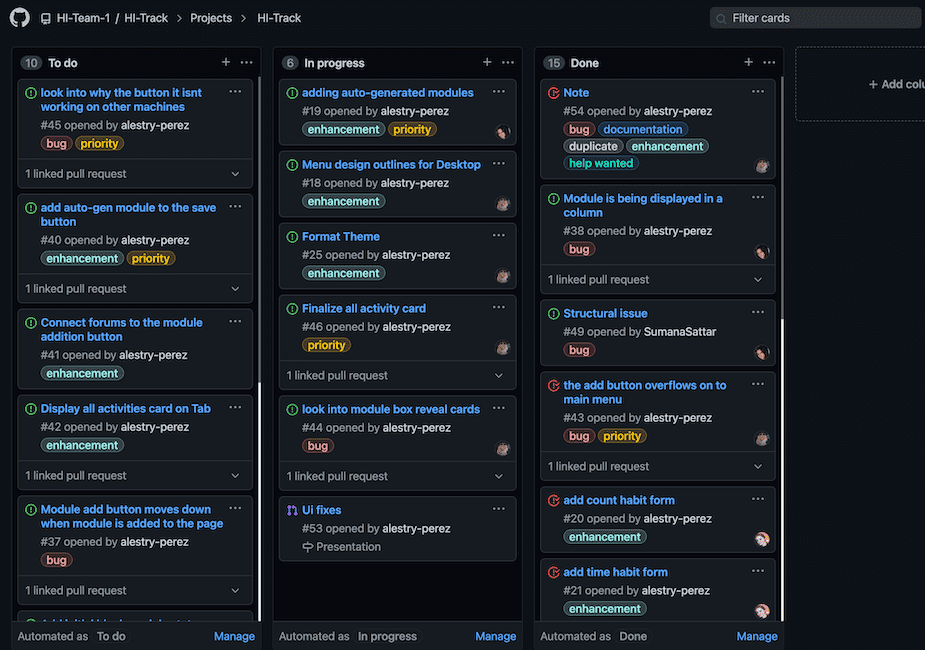 HI-Team-1 / HI-Track > Projects > HI-Track
Filter cards
10 To do
look into why the button it isnt
working on other machines
#45 opened by alestry-perez
bug priority
1 linked pull request
add auto-gen module to the save
button
#40 opened by alestry-perez
enhancement priority
1 linked pull request
Connect forums to the module
addition button
#41 opened by alestry-perez
enhancement
Display all activities card on Tab
#42 opened by alestry-perez
enhancement
1 linked pull request
Module add button moves down
when module is added to the page
#37 opened by alestry-perez
bug
1 linked pull request
Automated as To do Manage
6 In progress
adding auto-generated modules
#19 opened by alestry-perez
enhancement priority
Menu design outlines for Desktop
#18 opened by alestry-perez
enhancement
Format Theme
#25 opened by alestry-perez
enhancement
Finalize all activity card
#46 opened by alestry-perez
priority
1 linked pull request
look into module box reveal cards
#44 opened by alestry-perez
bug
1 linked pull request
Ui fixes
#53 opened by alestry-perez
Presentation
Automated as In progress Manage
15 Done
Note
#54 opened by alestry-perez
bug documentation
duplicate enhancement
help wanted
Module is being displayed in a
column
#38 opened by alestry-perez
bug
1 linked pull request
Structural issue
#49 opened by SumanaSattar
bug
the add button overflows on to
main menu
#43 opened by alestry-perez
bug priority
1 linked pull request
add count habit form
#20 opened by alestry-perez
enhancement
add time habit form
#21 opened by alestry-perez
enhancement
Automated as Done Manage
+ Add colu